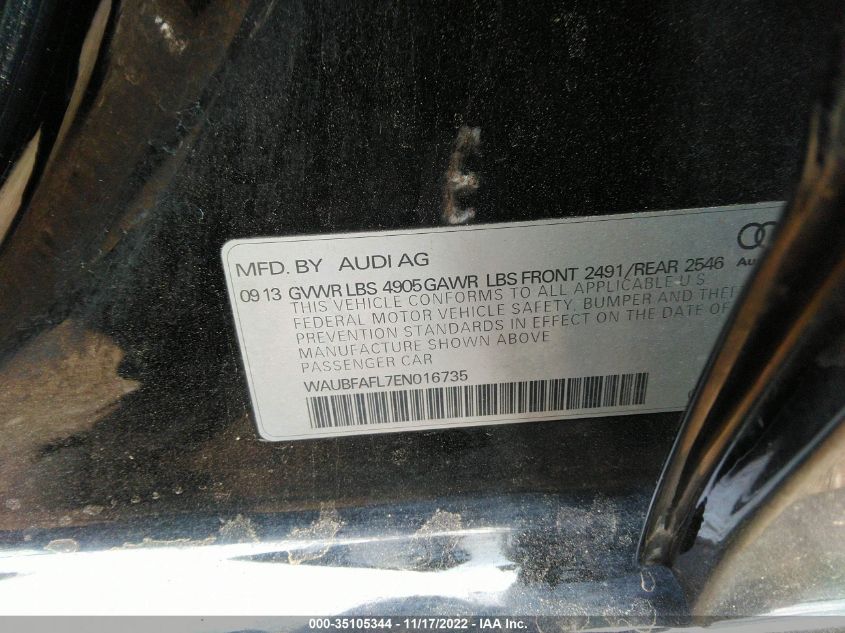 MFD. BY AUDI AG
09 13 GVWR LBS 4905 GAWR LBS FRONT 2491/REAR 2546
THIS VEHICLE CONFORMS TO ALL APPLICABLE U.S
FEDERAL MOTOR VEHICLE SAFETY, BUMPER AND
PREVENTION STANDARDS IN EFFECT ON THE DATE OF
MANUFACTURE SHOWN ABOVE
PASSENGER CAR
WAUBFAFL7EN016735
000-35105344 - 11/17/2022 - IAA Inc.